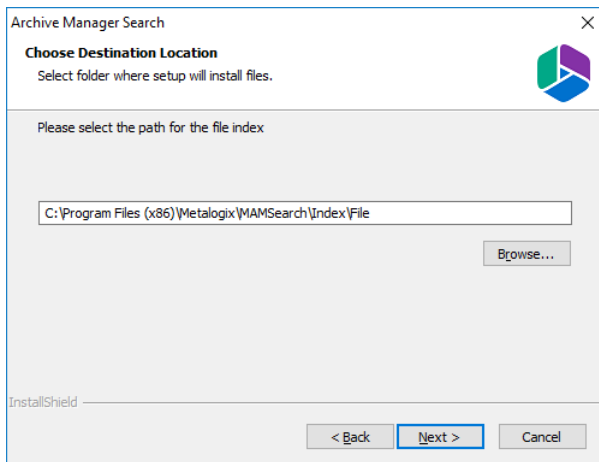 Archive Manager Search
Choose Destination Location
Select folder where setup will install files.
Please select the path for the file index
C:\Program Files (x86)\Metalogix\MAMSearch\Index\File
Browse...
InstallShield
< Back
Next >
Cancel